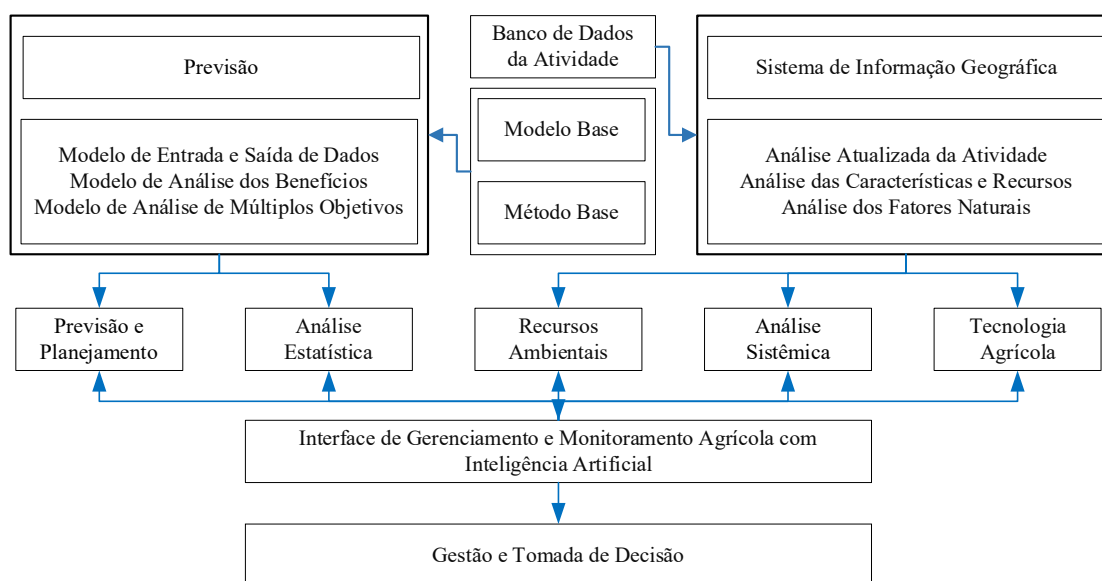 Previsão
Modelo de Entrada e Saída de Dados
Modelo de Análise dos Benefícios
Modelo de Análise de Múltiplos Objetivos
Banco de Dados
da Atividade
Modelo Base
Método Base
Sistema de Informação Geográfica
Análise Atualizada da Atividade
Análise das Características e Recursos
Análise dos Fatores Naturais
Previsão e
Planejamento
Análise
Estatística
Recursos
Ambientais
Análise
Sistêmica
Tecnologia
Agrícola
Interface de Gerenciamento e Monitoramento Agrícola com
Inteligência Artificial
Gestão e Tomada de Decisão